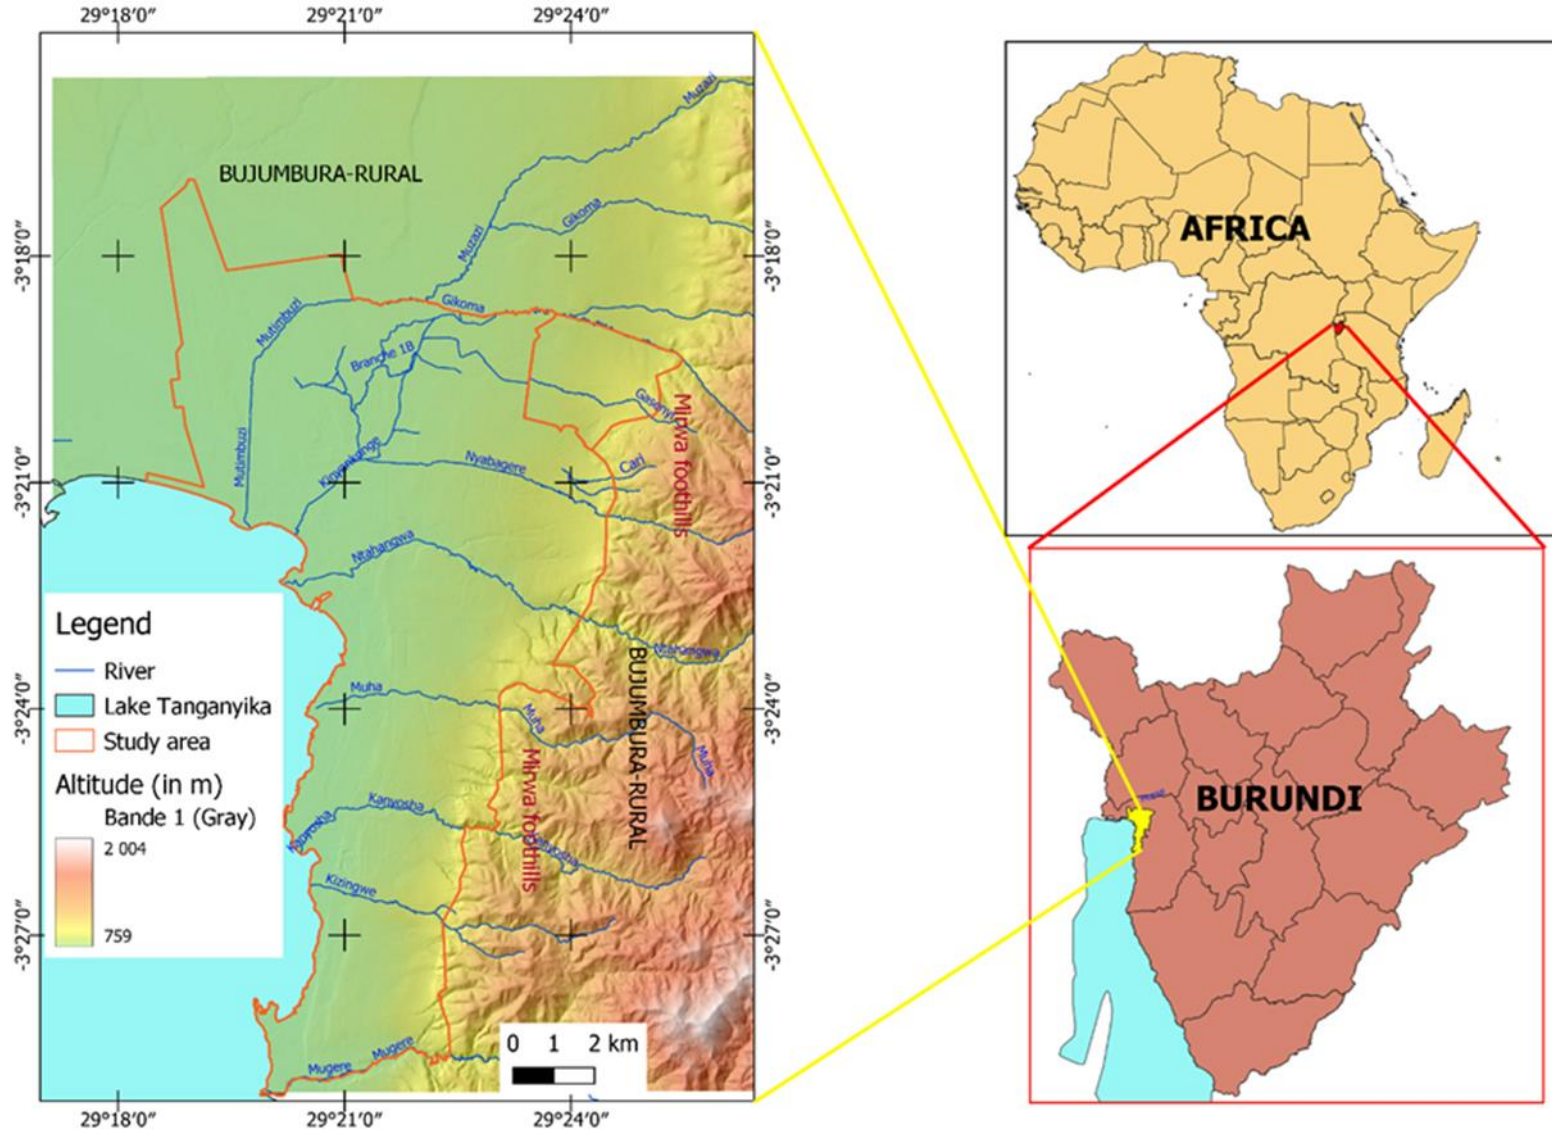 29°18'0" 29°21'0" 29°24'0"
Muzazi
BUJUMBURA-RURAL
Gikoma
Muzazi
-3°18'0" -3°18'0"
Gikoma
Mutimbuzi
Branche 1B
Gasenyi
Mirwa foothills
Mutimbuzi
Kinyankonge
Nyabagere
Cari
-3°21'0" -3°21'0"
Ntahangwa
Ntahangwa
BUJUMBURA-RURAL
Legend
River
Lake Tanganyika
Study area
Altitude (in m)
Bande 1 (Gray)
2 004
759
Muha
Muha
Muha
-3°24'0" -3°24'0"
Mirwa foothills
Kanyosha
Kanyosha
Kanyosha
Kizingwe
-3°27'0" -3°27'0"
Mugere
Mugere
0 1 2 km
29°18'0" 29°21'0" 29°24'0"
AFRICA
BURUNDI